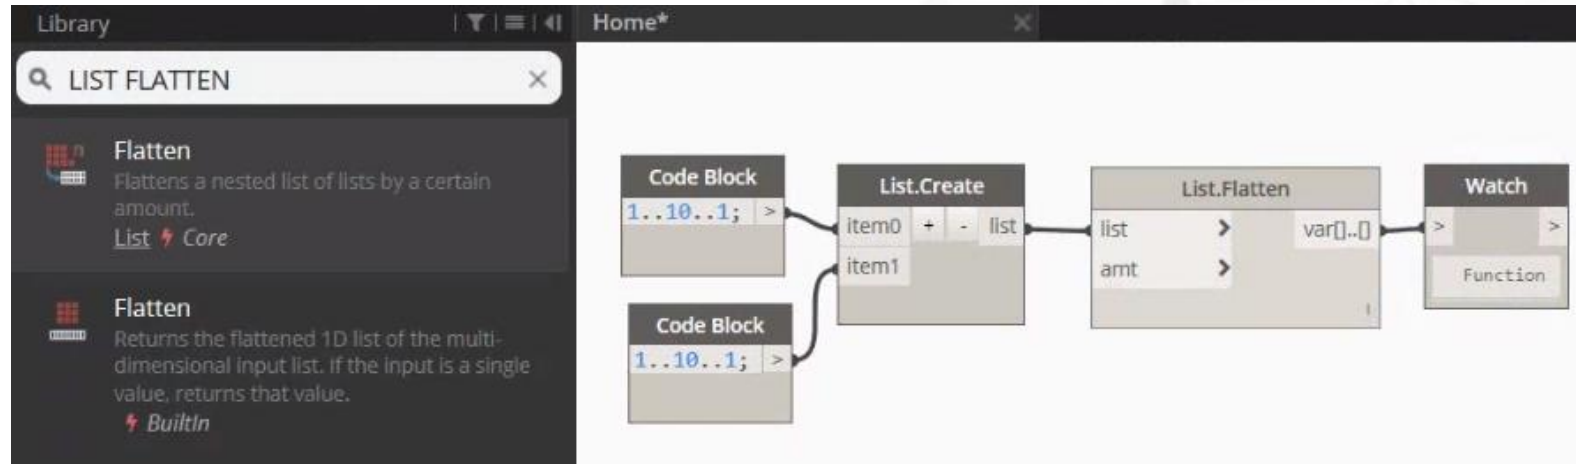 Library
Home*
LIST FLATTEN
Flatten
Flattens a nested list of lists by a certain
amount.
List Core
Flatten
Returns the flattened 1D list of the multi-
dimensional input list. If the input is a single
value, returns that value.
BuiltIn
Code Block
1..10..1; >
Code Block
1..10..1; >
List.Create
item0 + - list
item1
List.Flatten
list > var[]..[]
amt >
l
Watch
> >
Function